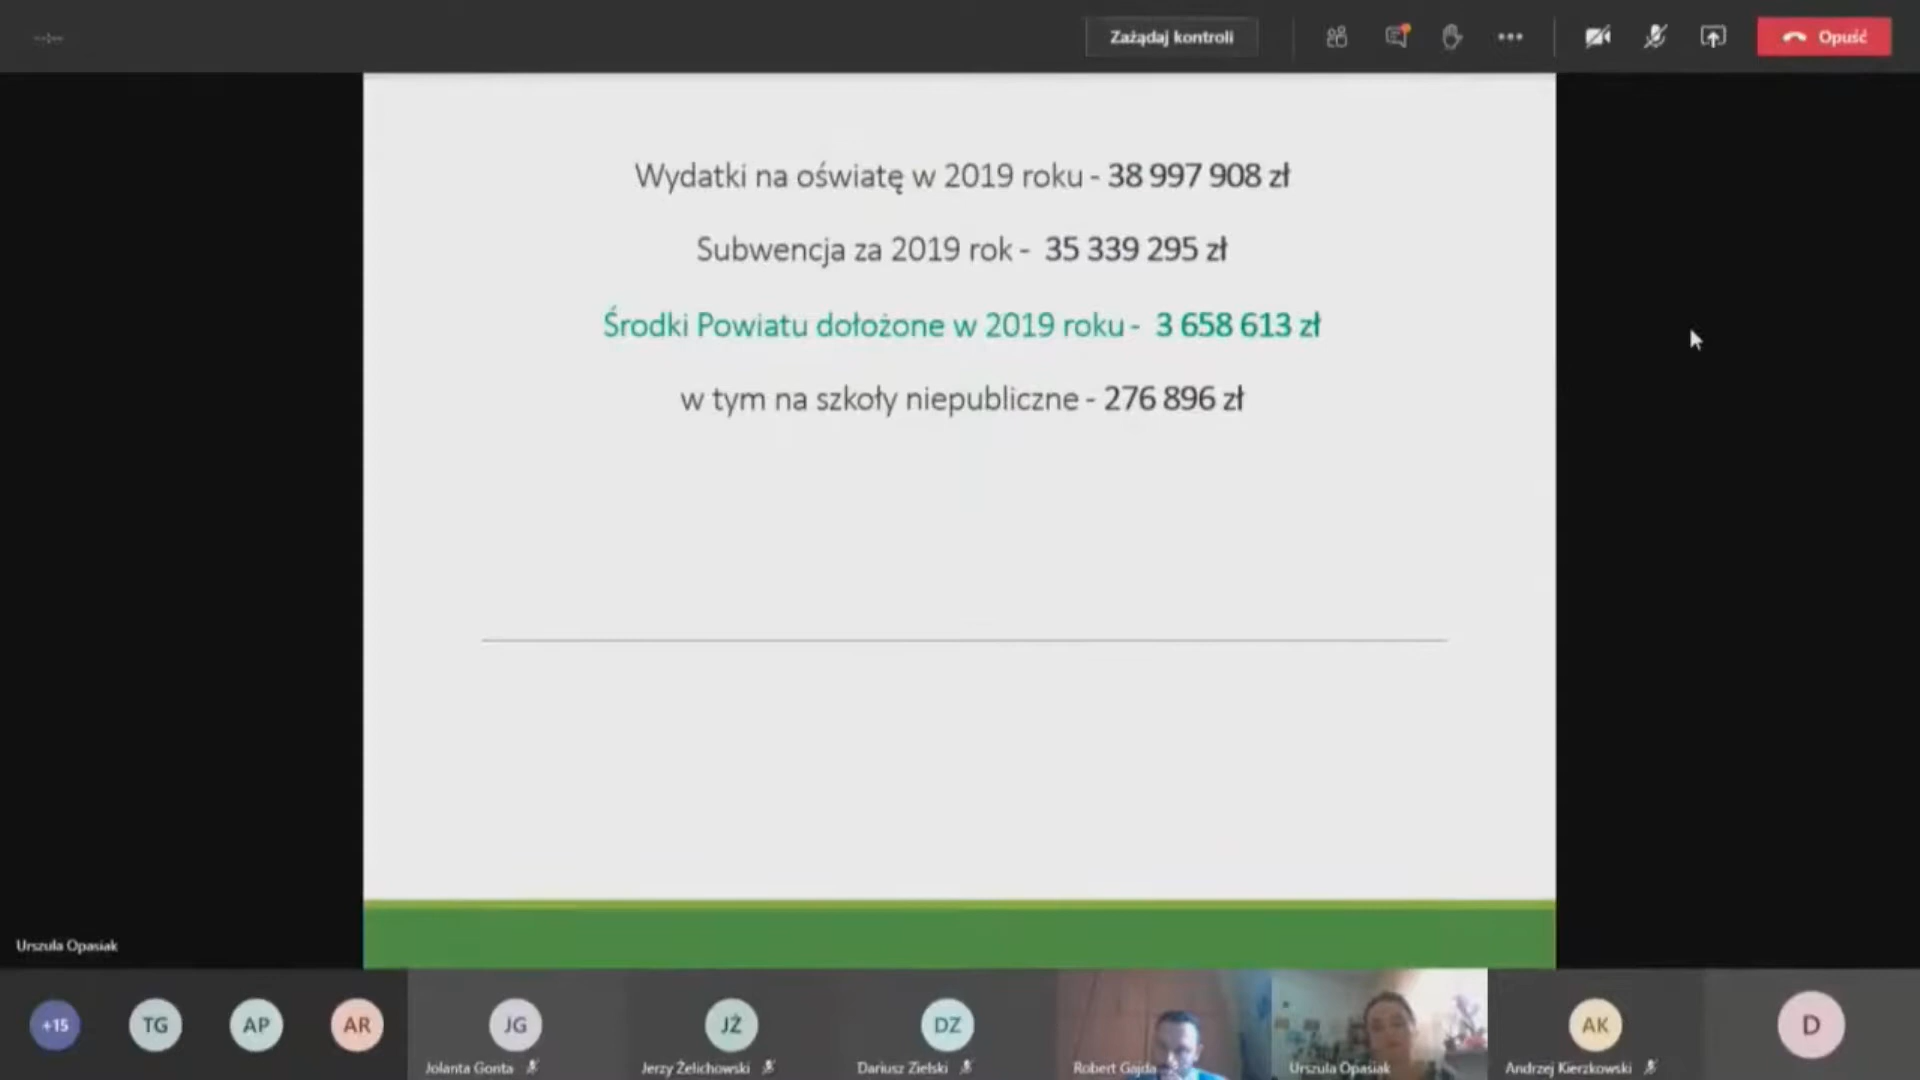 --:--
Zażądaj kontroli
Opuść
Wydatki na oświatę w 2019 roku - 38 997 908 zł
Subwencja za 2019 rok - 35 339 295 zł
Środki Powiatu dołożone w 2019 roku - 3 658 613 zł
w tym na szkoły niepubliczne - 276 896 zł
Urszula Opasiak
+15
TG
AP
AR
JG
JŻ
DZ
AK
D
Jolanta Gonta
Jerzy Żelichowski
Dariusz Zielski
Robert Gajda
Urszula Opasiak
Andrzej Kierzkowski